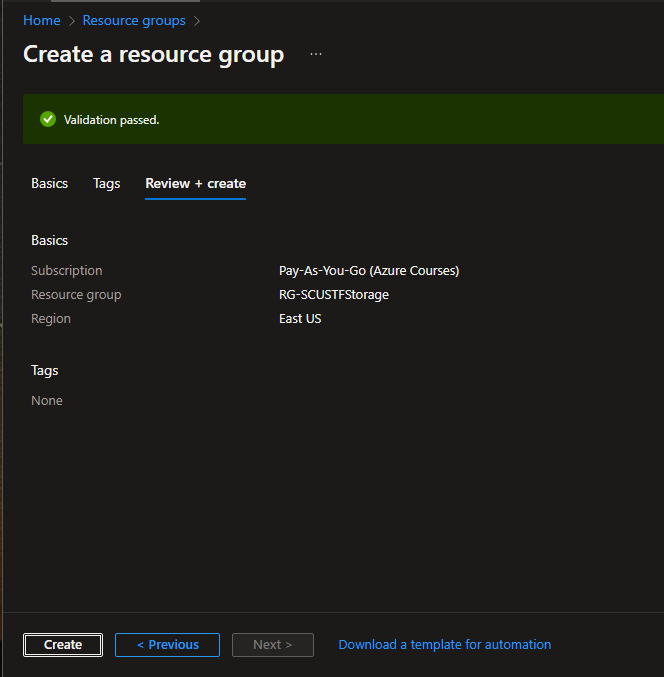 Home > Resource groups >
Create a resource group ...
Validation passed.
Basics Tags Review + create
Basics
Subscription Pay-As-You-Go (Azure Courses)
Resource group RG-SCUSTFStorage
Region East US
Tags
None
Create < Previous Next > Download a template for automation